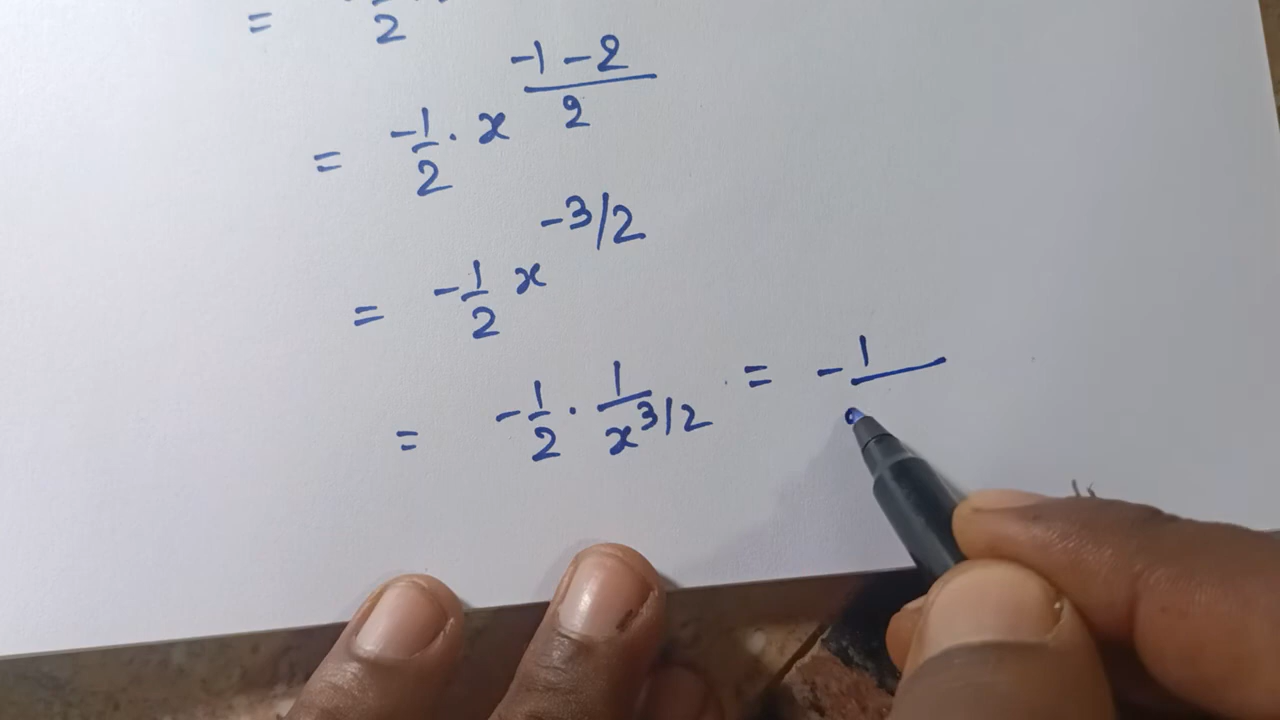 = 2
= -1/2 . x^((-1-2)/2)
= -1/2 x^(-3/2)
= -1/2 . 1/x^(3/2) = -1/